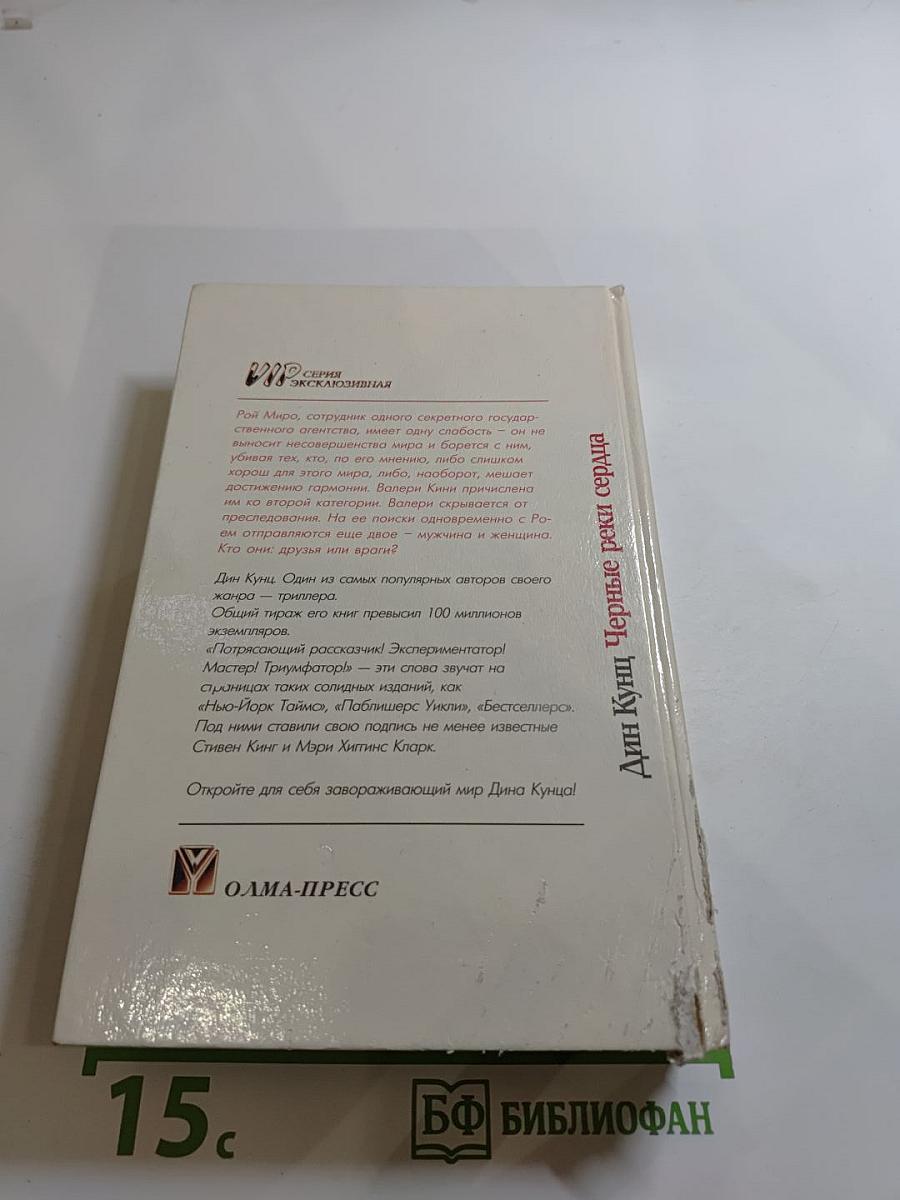 VIP СЕРИЯ
ЭКСКЛЮЗИВНАЯ
Рой Миро, сотрудник одного секретного государ-
ственного агентства, имеет одну слабость – он не
выносит несовершенства мира и борется с ним,
убивая тех, кто, по его мнению, либо слишком
хорош для этого мира, либо, наоборот, мешает
достижению гармонии. Валери Кини причислена
им ко второй категории. Валери скрывается от
преследования. На ее поиски одновременно с Ро-
ем отправляются еще двое – мужчина и женщина.
Кто они: друзья или враги?
Дин Кунц. Один из самых популярных авторов своего
жанра — триллера.
Общий тираж его книг превысил 100 миллионов
экземпляров.
«Потрясающий рассказчик! Экспериментатор!
Мастер! Триумфатор!» — эти слова звучат на
страницах таких солидных изданий, как
«Нью-Йорк Таймс», «Паблишерс Уикли», «Бестселлерс».
Под ними ставили свою подпись не менее известные
Стивен Кинг и Мэри Хиггинс Кларк.
Откройте для себя завораживающий мир Дина Кунца!
ОЛМА-ПРЕСС
Дин Кунц Черные реки сердца
15 с
БФ БИБЛИОФАН